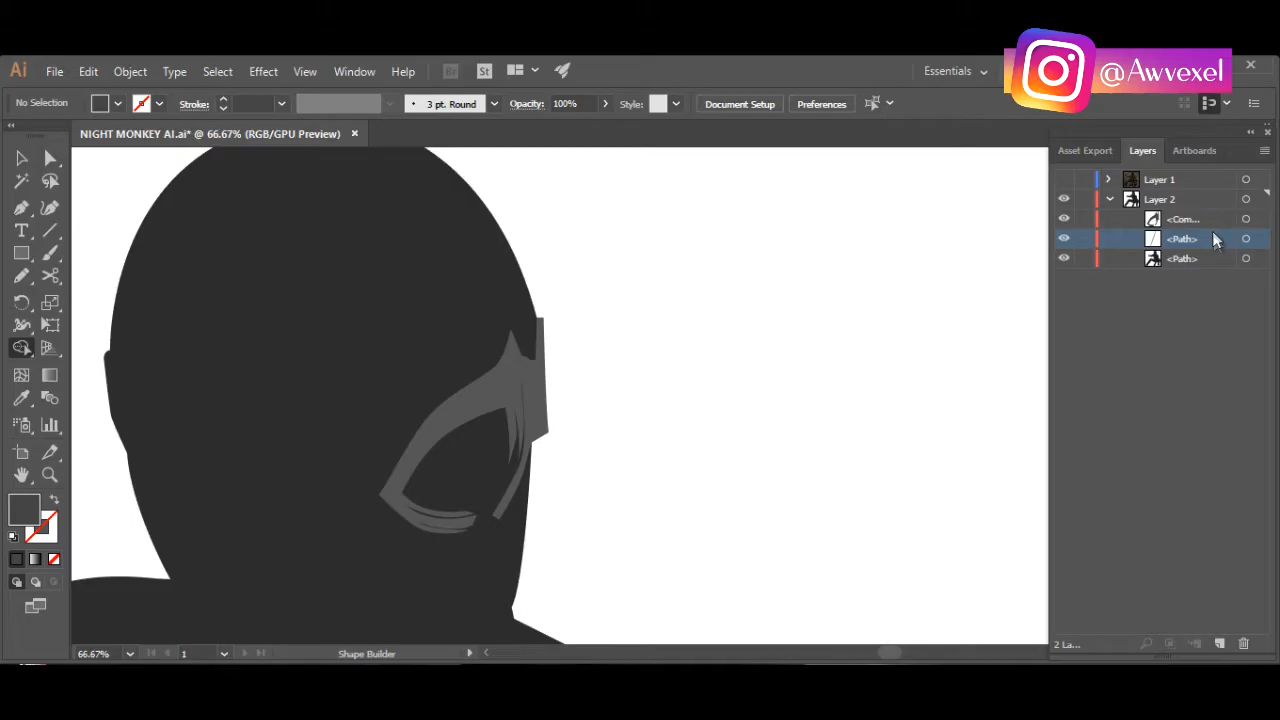 @Awvexel
Ai File Edit Object Type Select Effect View Window Help Br St Essentials
No Selection Stroke: 3 pt. Round Opacity: 100% Style: Document Setup Preferences
NIGHT MONKEY AI.ai* @ 66.67% (RGB/GPU Preview)
Asset Export Layers Artboards
Layer 1
Layer 2
<Com...
<Path>
<Path>
2 La...
66.67% 1 Shape Builder